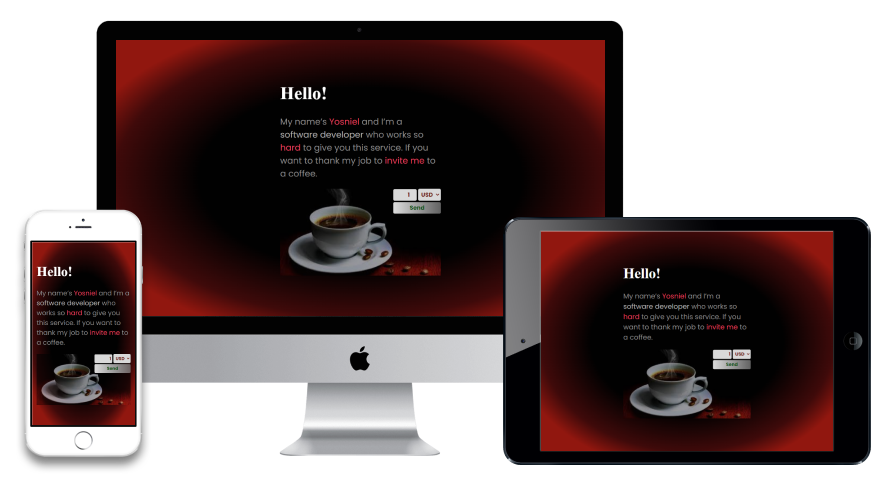 Hello!
My name's Yosniel and I'm a
software developer who works so
hard to give you this service. If you
want to thank my job to invite me to
a coffee.
1 USD
Send
Hello!
My name's Yosniel and I'm a
software developer who
works so hard to give you
this service. If you want to
thank my job to invite me to
a coffee.
1 USD
Send
Hello!
My name's Yosniel and I'm a
software developer who works so
hard to give you this service. If you
want to thank my job to invite me to
a coffee.
1 USD
Send